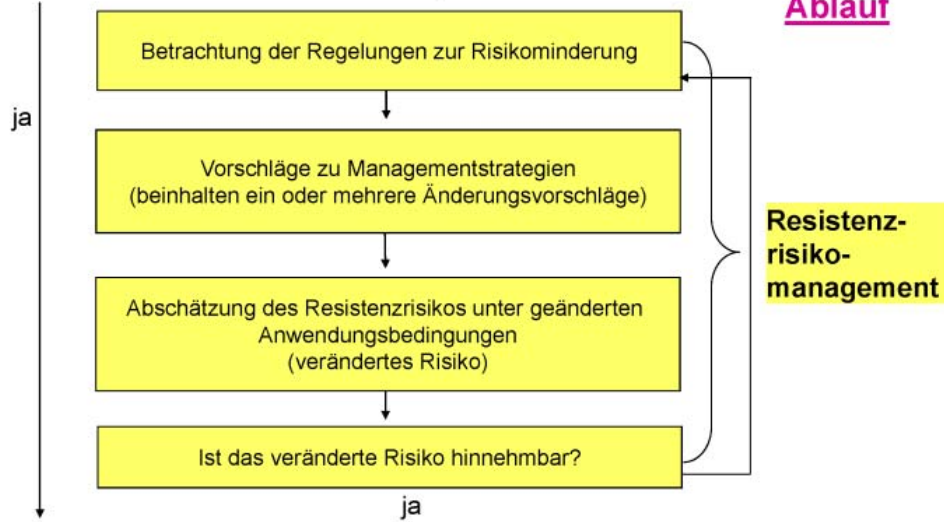 Ablauf
Betrachtung der Regelungen zur Risikominderung
ja
Vorschläge zu Managementstrategien
(beinhalten ein oder mehrere Änderungsvorschläge)
Resistenz-
risiko-
management
Abschätzung des Resistenzrisikos unter geänderten
Anwendungsbedingungen
(verändertes Risiko)
Ist das veränderte Risiko hinnehmbar?
ja